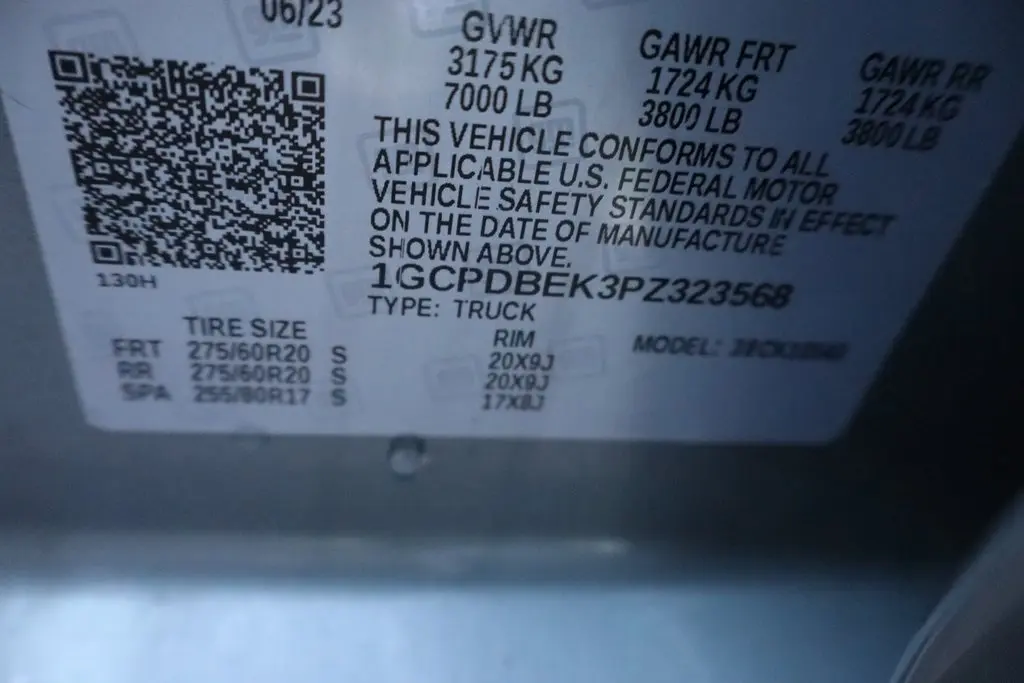 06/23
GVWR GAWR FRT GAWR RR
3175 KG 1724 KG 1724 KG
7000 LB 3800 LB 3800 LB
THIS VEHICLE CONFORMS TO ALL
APPLICABLE U.S. FEDERAL MOTOR
VEHICLE SAFETY STANDARDS IN EFFECT
ON THE DATE OF MANUFACTURE
SHOWN ABOVE.
130H
1GCPDBEK3PZ323568
TYPE: TRUCK
TIRE SIZE RIM MODEL:
FRT 275/60R20 S 20X9J
RR 275/60R20 S 20X9J
SPA 255/80R17 S 17X8J